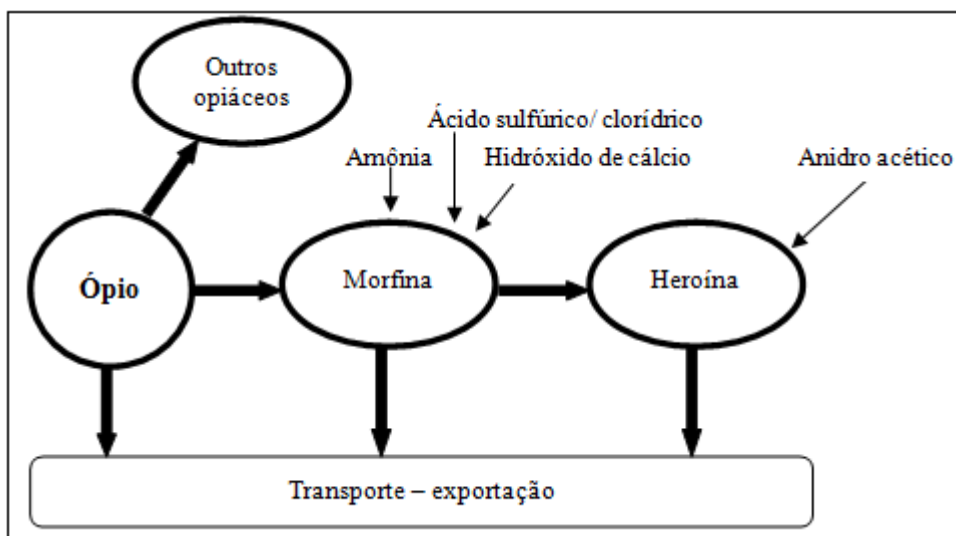 Outros
opiáceos
Ácido sulfúrico/ clorídrico
Amônia
Hidróxido de cálcio
Anidro acético
Ópio
Morfina
Heroína
Transporte – exportação